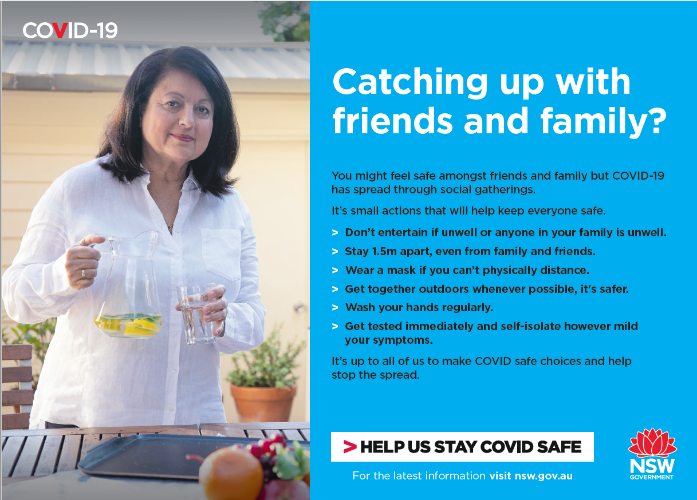 COVID-19
Catching up with
friends and family?
You might feel safe amongst friends and family but COVID-19
has spread through social gatherings.
It's small actions that will help keep everyone safe.
> Don't entertain if unwell or anyone in your family is unwell.
> Stay 1.5m apart, even from family and friends.
> Wear a mask if you can't physically distance.
> Get together outdoors whenever possible, it's safer.
> Wash your hands regularly.
> Get tested immediately and self-isolate however mild
your symptoms.
It's up to all of us to make COVID safe choices and help
stop the spread.
> HELP US STAY COVID SAFE
For the latest information visit nsw.gov.au
NSW
GOVERNMENT